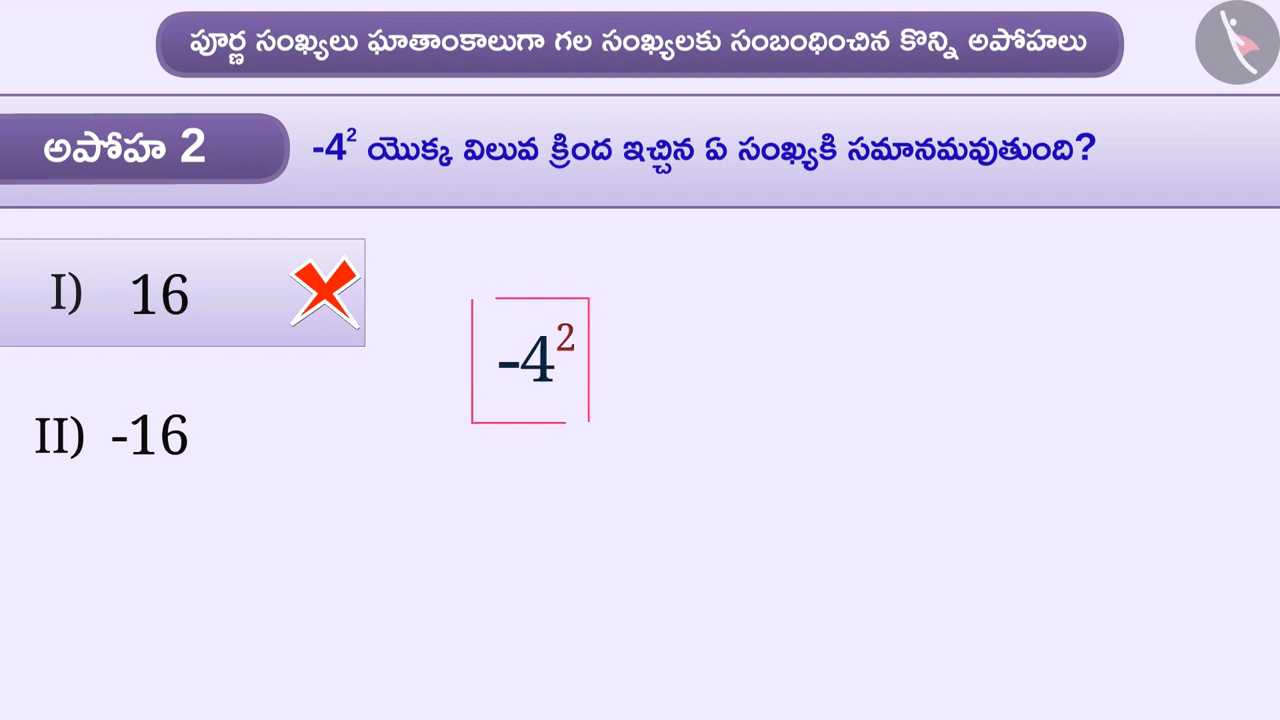 పూర్ణ సంఖ్యలు ఘాతాంకాలుగా గల సంఖ్యలకు సంబంధించిన కొన్ని అపోహలు
అపోహ 2
-4² యొక్క విలువ క్రింద ఇచ్చిన ఏ సంఖ్యకి సమానమవుతుంది?
I) 16
-4²
II) -16